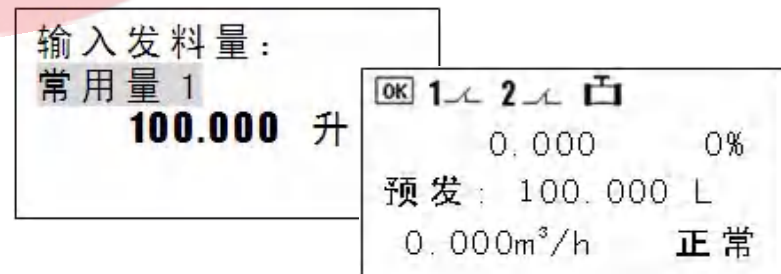 输入发料量：
常用量 1
100.000 升
OK 1 2
0.000 0%
预发： 100.000 L
0.000m³/h 正常